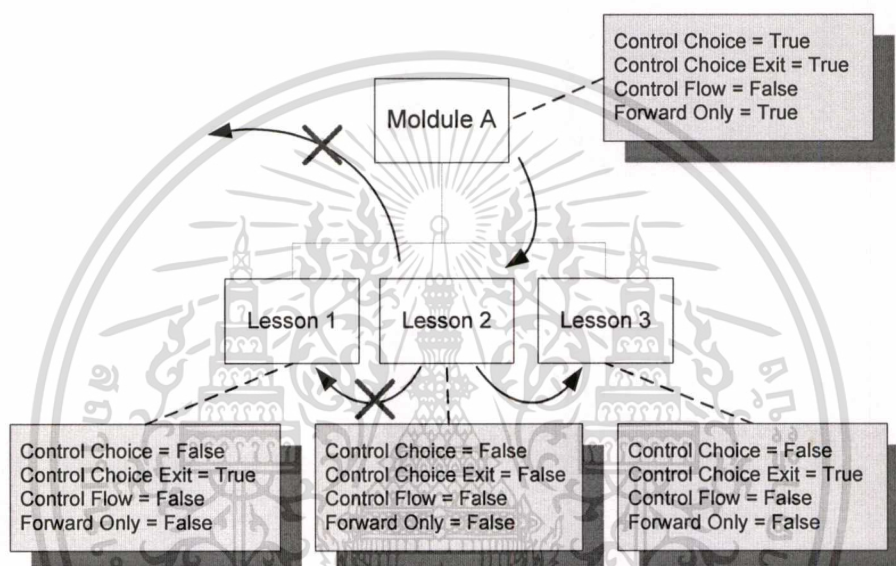 Control Choice = True
Control Choice Exit = True
Control Flow = False
Forward Only = True
Moldule A
Lesson 1
Lesson 2
Lesson 3
Control Choice = False
Control Choice Exit = True
Control Flow = False
Forward Only = False
Control Choice = False
Control Choice Exit = False
Control Flow = False
Forward Only = False
Control Choice = False
Control Choice Exit = True
Control Flow = False
Forward Only = False